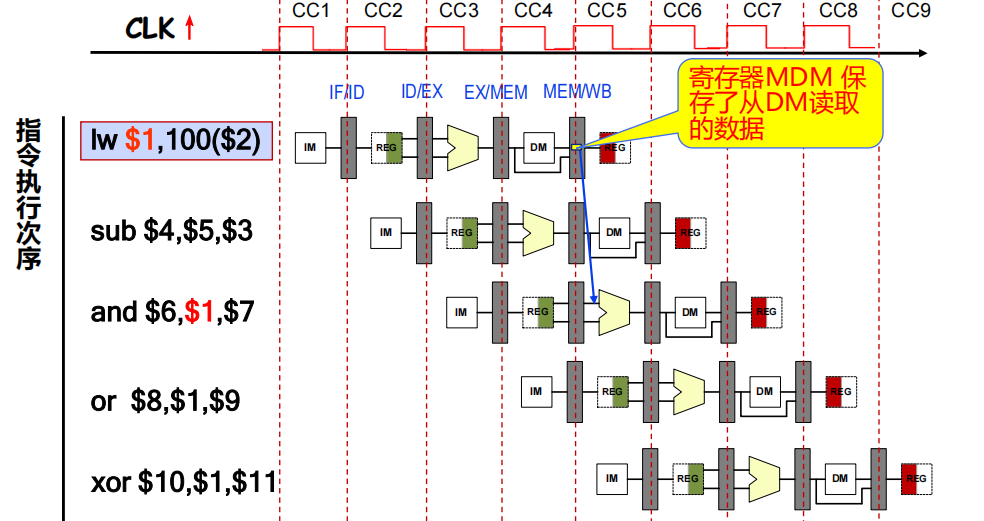 CC1 CC2 CC3 CC4 CC5 CC6 CC7 CC8 CC9
CLK
寄存器MDM 保
存了从DM读取
的数据
IF/ID ID/EX EX/MEM MEM/WB
指令执行次序
lw $1,100($2)
IM REG DM REG
sub $4,$5,$3
IM REG DM REG
and $6,$1,$7
IM REG DM REG
or $8,$1,$9
IM REG DM REG
xor $10,$1,$11
IM REG DM REG